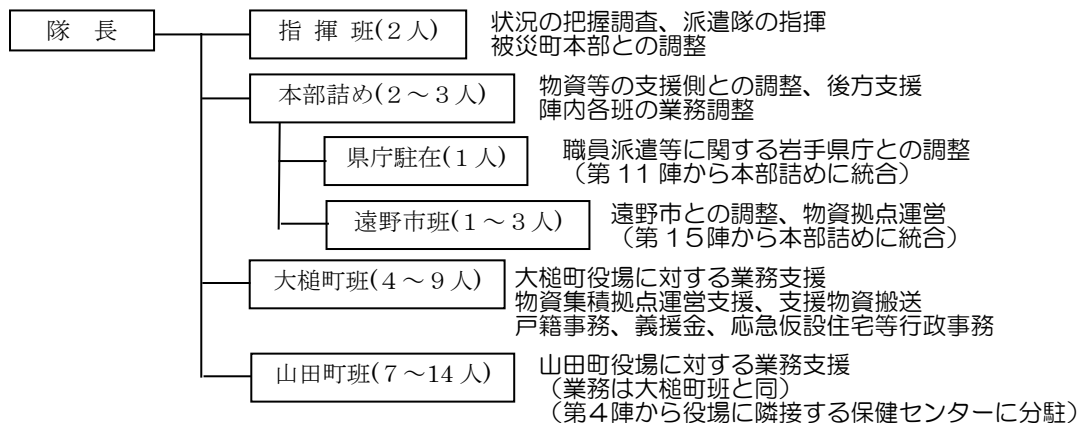 隊　長
指 揮 班(２人)
状況の把握調査、派遣隊の指揮
被災町本部との調整
本部詰め(２～３人)
物資等の支援側との調整、後方支援
陣内各班の業務調整
県庁駐在(１人)
職員派遣等に関する岩手県庁との調整
（第 11 陣から本部詰めに統合）
遠野市班(１～３人)
遠野市との調整、物資拠点運営
（第 15陣から本部詰めに統合）
大槌町班(４～９人)
大槌町役場に対する業務支援
物資集積拠点運営支援、支援物資搬送
戸籍事務、義援金、応急仮設住宅等行政事務
山田町班(７～14 人)
山田町役場に対する業務支援
（業務は大槌町班と同）
（第４陣から役場に隣接する保健センターに分駐）